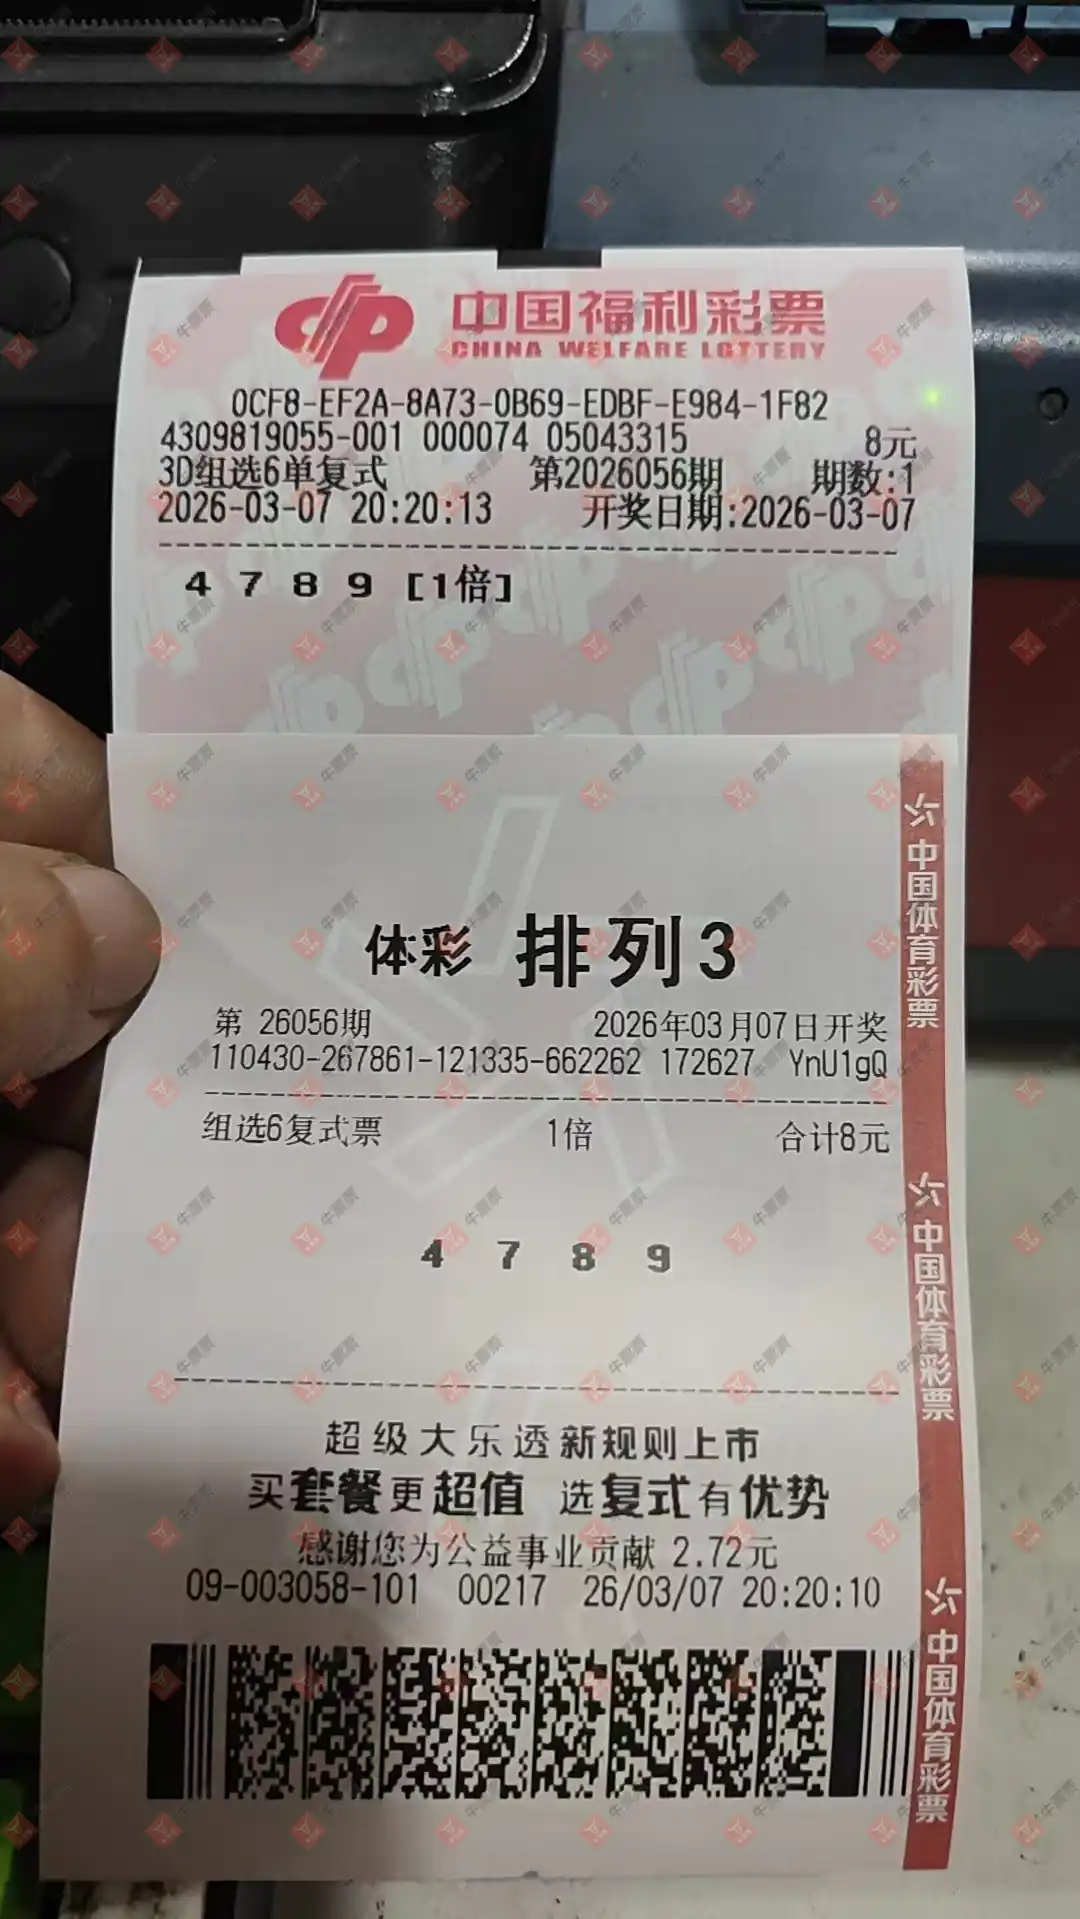 中国福利彩票
CHINA WELFARE LOTTERY
0CF8-EF2A-8A73-0B69-EDBF-E984-1F82
4309819055-001 000074 05043315 8元
3D组选6单复式 第2026056期 期数:1
2026-03-07 20:20:13 开奖日期:2026-03-07
4 7 8 9 [1倍]
体彩 排列3
第 26056期 2026年03月07日开奖
110430-267861-121335-662262 172627 YnU1gQ
组选6复式票 1倍 合计8元
4 7 8 9
超级大乐透新规则上市
买套餐更超值 选复式有优势
感谢您为公益事业贡献 2.72元
09-003058-101 00217 26/03/07 20:20:10
中国体育彩票
中国体育彩票
中国体育彩票
牛票票